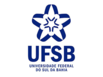 UFSB
UNIVERSIDADE FEDERAL
DO SUL DA BAHIA